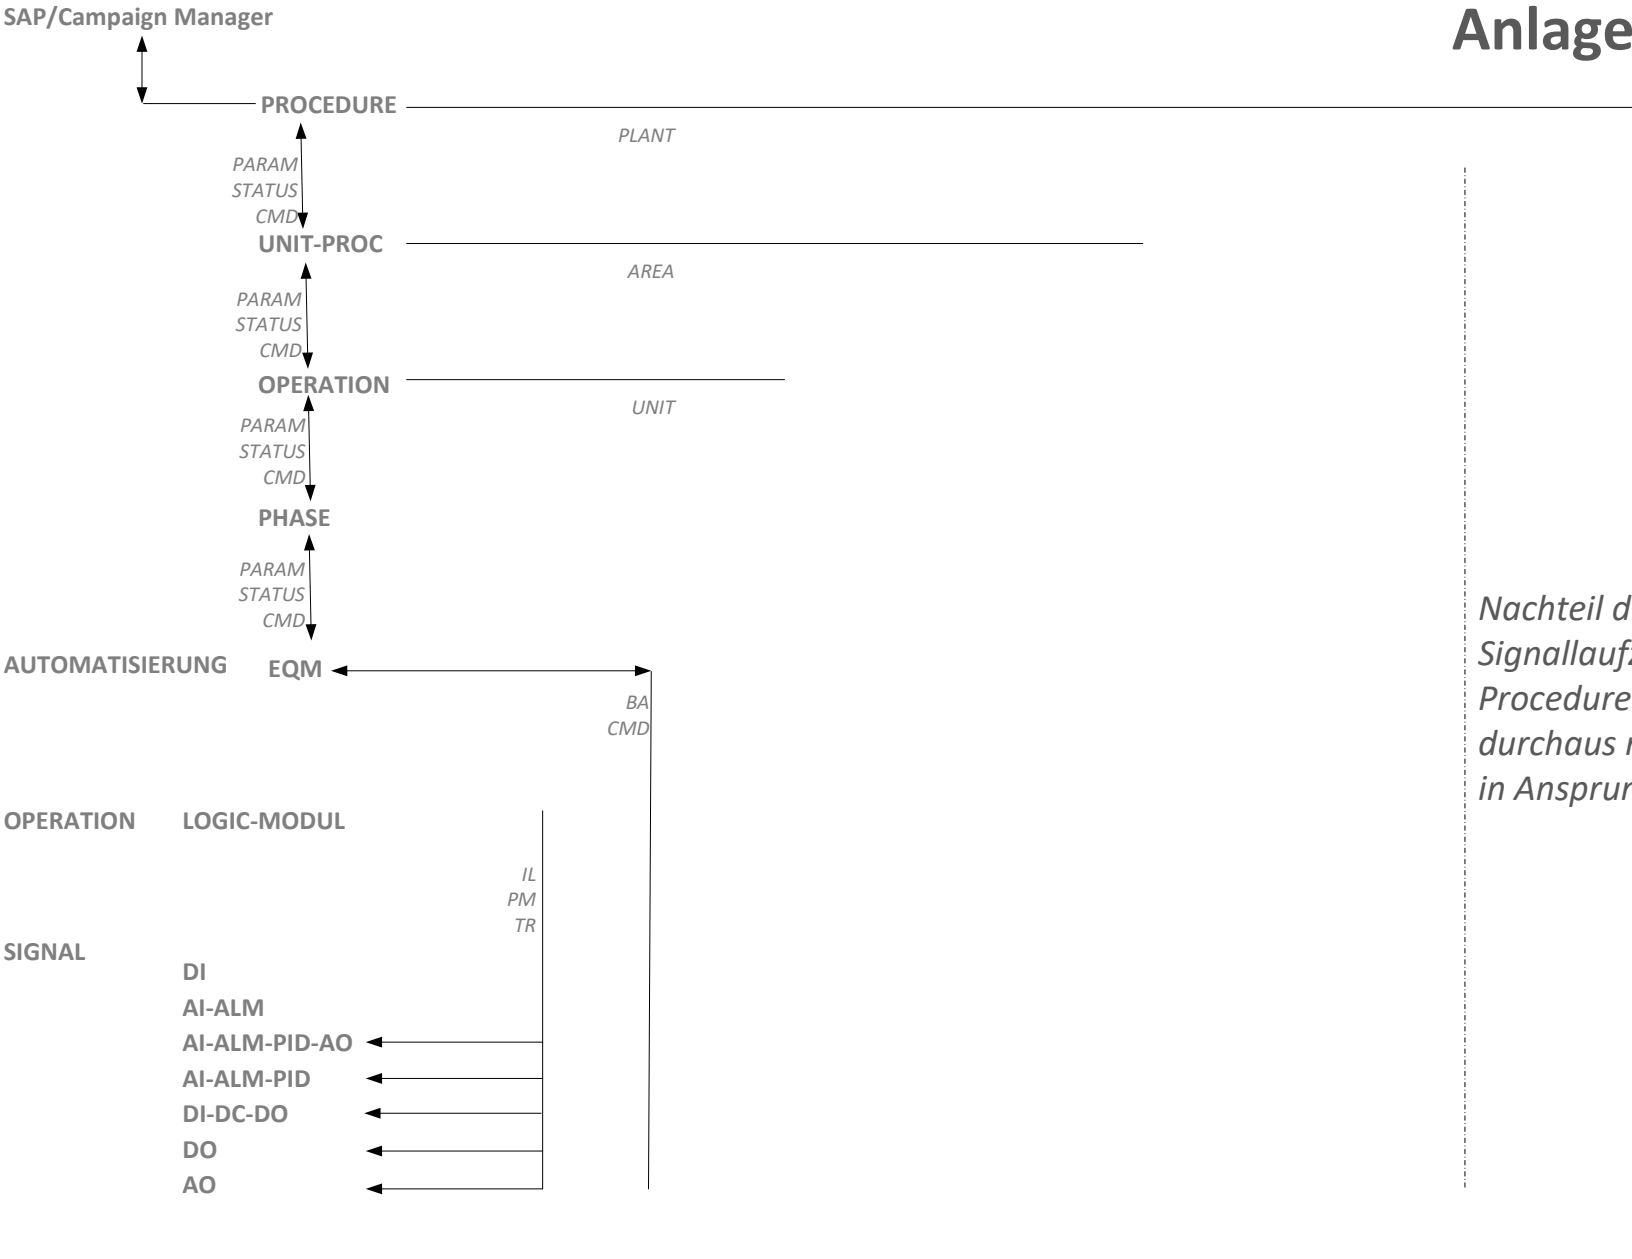 SAP/Campaign Manager
Anlage
PROCEDURE
PLANT
PARAM
STATUS
CMD
UNIT-PROC
AREA
PARAM
STATUS
CMD
OPERATION
UNIT
PARAM
STATUS
CMD
PHASE
PARAM
STATUS
CMD
AUTOMATISIERUNG EQM
BA
CMD
OPERATION LOGIC-MODUL
IL
PM
TR
SIGNAL
DI
AI-ALM
AI-ALM-PID-AO
AI-ALM-PID
DI-DC-DO
DO
AO
Nachteil d
Signallauf
Procedure
durchaus
in Anspru